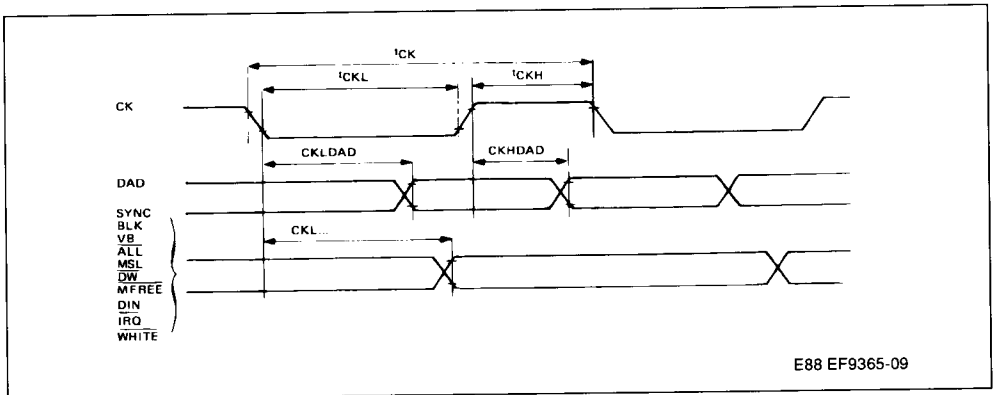 tCK
tCKL
tCKH
CK
CKLDAD
CKHDAD
DAD
SYNC
BLK
CKL...
VB
ALL
MSL
DW
MFREE
DIN
IRQ
WHITE
E88 EF9365-09